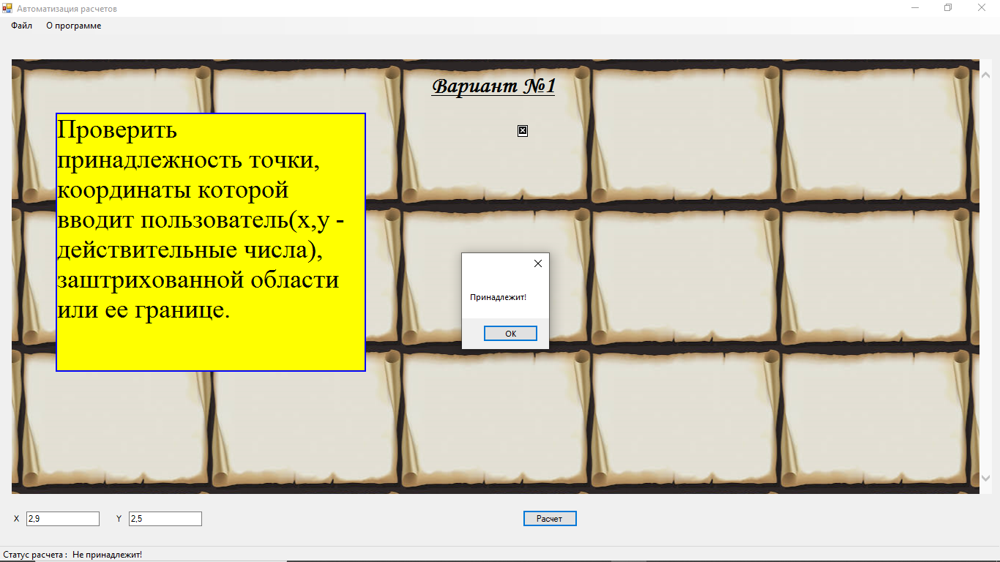 Автоматизация расчетов
Файл О программе
Вариант №1
Проверить
принадлежность точки,
координаты которой
вводит пользователь(x,y -
действительные числа),
заштрихованной области
или ее границе.
Принадлежит!
OK
X 2,9 Y 2,5 Расчет
Статус расчета : Не принадлежит!